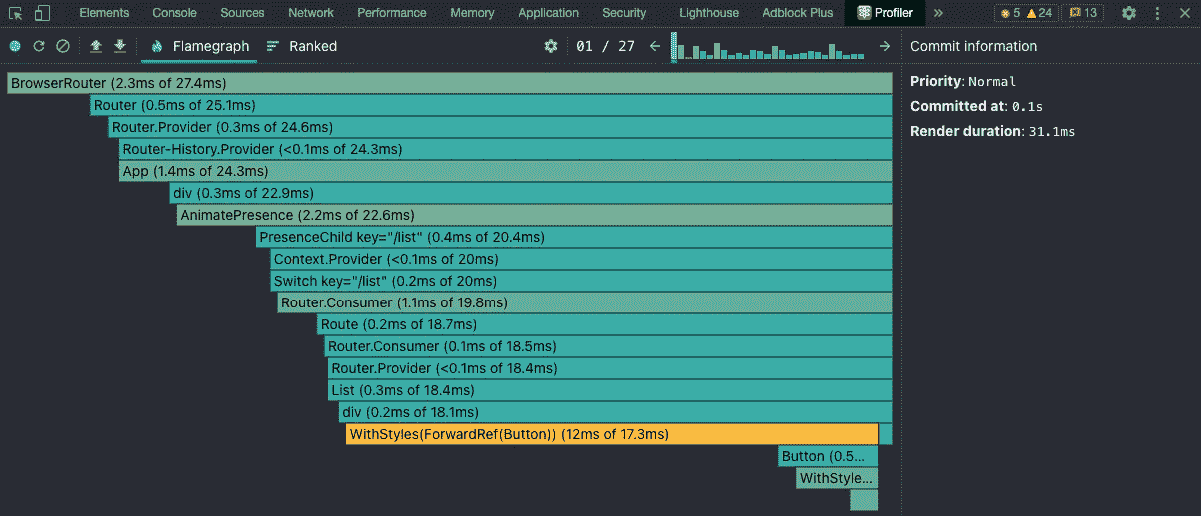 Elements Console Sources Network Performance Memory Application Security Lighthouse Adblock Plus Profiler » 5 24 13
Flamegraph Ranked 01 / 27 Commit information
BrowserRouter (2.3ms of 27.4ms)
Priority: Normal
Router (0.5ms of 25.1ms)
Committed at: 0.1s
Router.Provider (0.3ms of 24.6ms)
Render duration: 31.1ms
Router-History.Provider (<0.1ms of 24.3ms)
App (1.4ms of 24.3ms)
div (0.3ms of 22.9ms)
AnimatePresence (2.2ms of 22.6ms)
PresenceChild key="/list" (0.4ms of 20.4ms)
Context.Provider (<0.1ms of 20ms)
Switch key="/list" (0.2ms of 20ms)
Router.Consumer (1.1ms of 19.8ms)
Route (0.2ms of 18.7ms)
Router.Consumer (0.1ms of 18.5ms)
Router.Provider (<0.1ms of 18.4ms)
List (0.3ms of 18.4ms)
div (0.2ms of 18.1ms)
WithStyles(ForwardRef(Button)) (12ms of 17.3ms)
Button (0.5...
WithStyle...